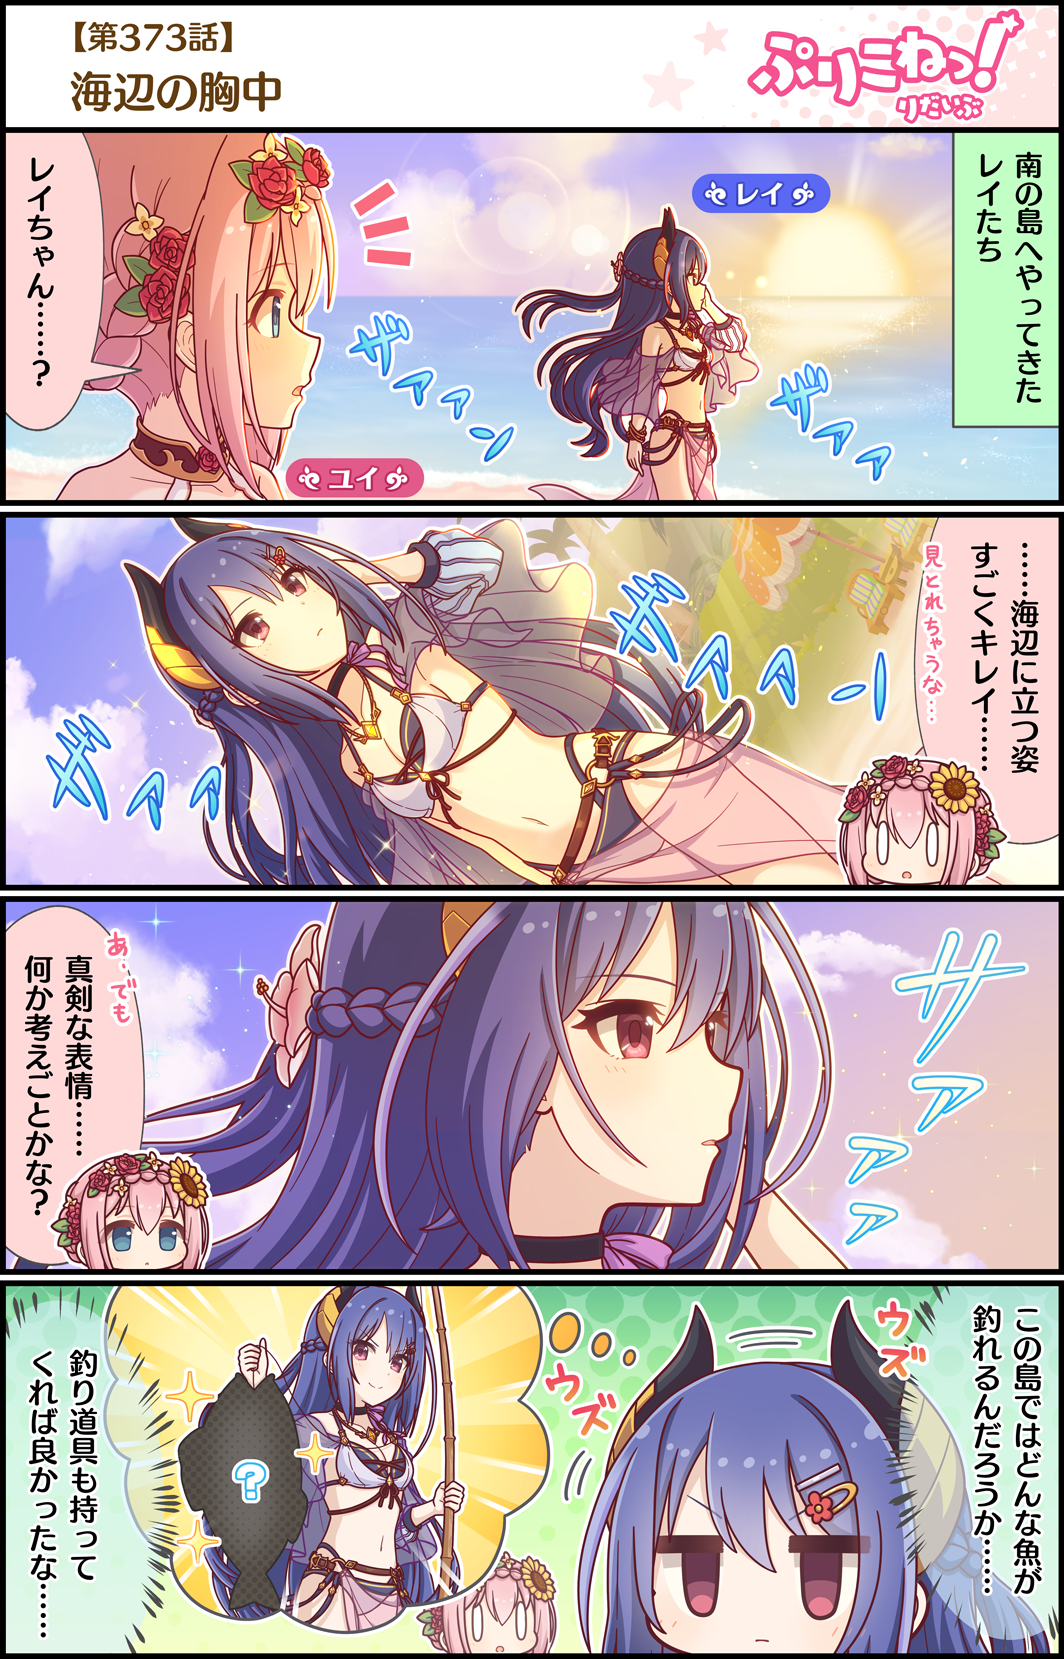 【第373話】
海辺の胸中
ぷりこねっ!
りだいぶ
南の島へやってきた
レイたち
レイ
レイちゃん……?
ユイ
ザァァァン
ザァァァ
……海辺に立つ姿
すごくキレイ……
見とれちゃうな…
ザァァァン
ザァァァ
サァァァ
あ、でも
真剣な表情……
何か考えごとかな?
この島ではどんな魚が
釣れるんだろうか……
ウズ
ウズ
?
釣り道具も持って
くれば良かったな……